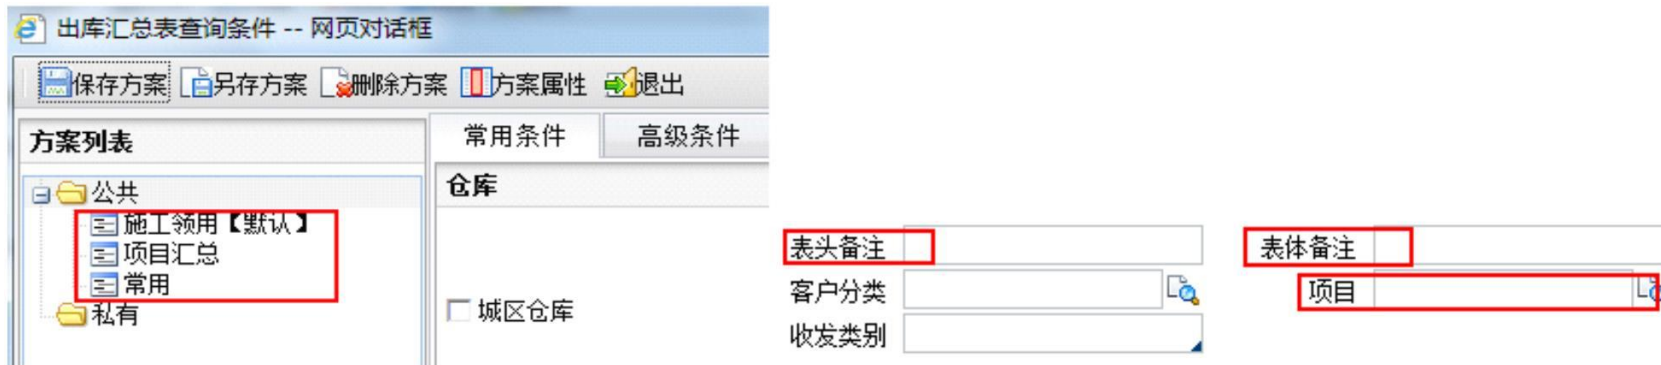 出库汇总表查询条件 -- 网页对话框
保存方案 另存方案 删除方案 方案属性 退出
方案列表
常用条件 高级条件
公共
施工领用【默认】
项目汇总
常用
私有
仓库
城区仓库
表头备注 表体备注
客户分类 项目
收发类别